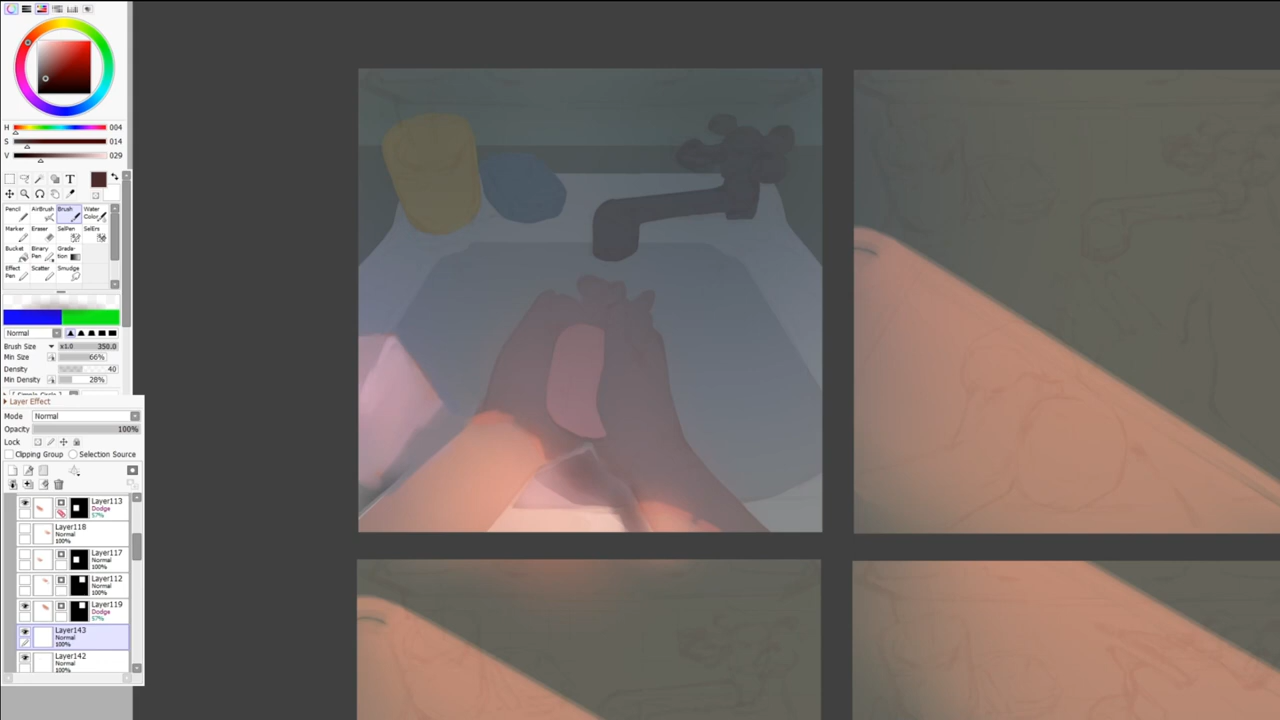 H 004
S 014
V 029
T
Pencil AirBrush Brush Water Color
Marker Eraser SelPen SelErs
Bucket Binary Pen Grada-tion
Effect Pen Scatter Smudge
Normal
Brush Size x1.0 350.0
Min Size 66%
Density 40
Min Density 28%
Layer Effect
Mode Normal
Opacity 100%
Lock
Clipping Group Selection Source
Layer113
Dodge
57%
Layer118
Normal
100%
Layer117
Normal
100%
Layer112
Normal
100%
Layer119
Dodge
57%
Layer143
Normal
100%
Layer142
Normal
100%